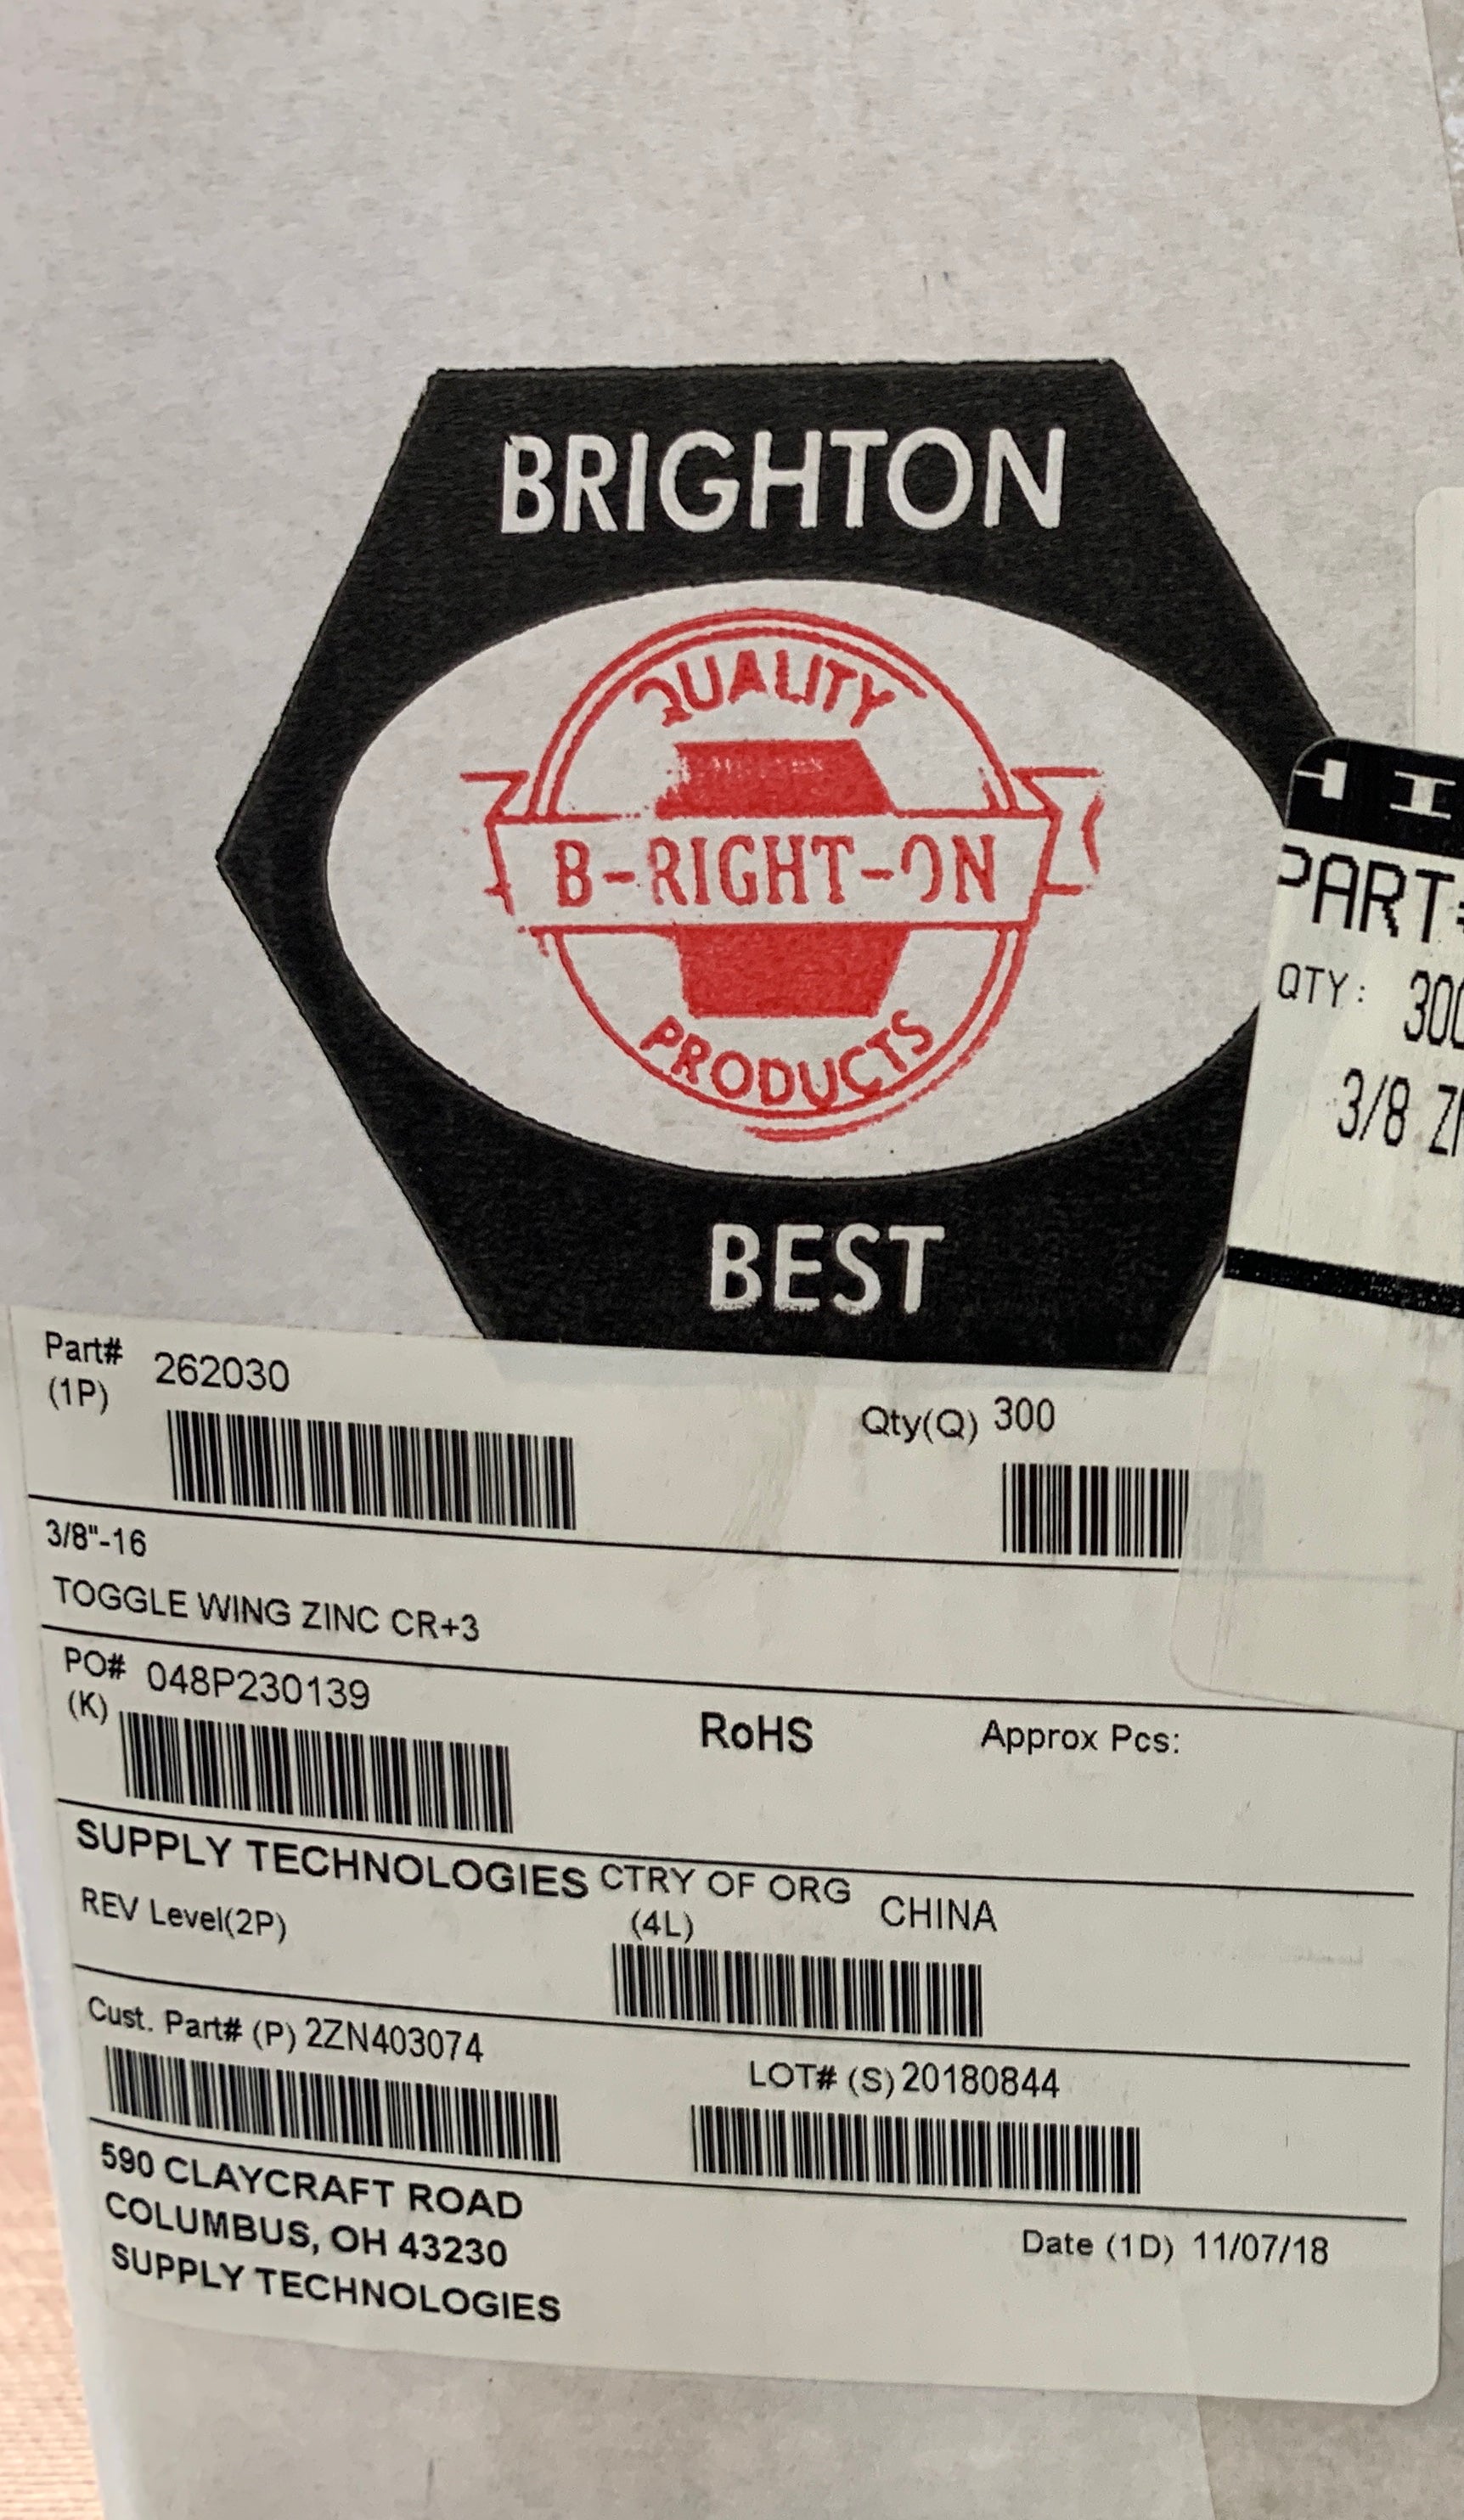 BRIGHTON
QUALITY
B-RIGHT-ON
PRODUCTS
BEST
PART#
QTY: 300
3/8
Part# 262030
(1P)
Qty(Q) 300
3/8"-16
TOGGLE WING ZINC CR+3
PO# 048P230139
(K)
RoHS
Approx Pcs:
SUPPLY TECHNOLOGIES
CTRY OF ORG CHINA
(4L)
REV Level(2P)
Cust. Part# (P) 2ZN403074
LOT# (S) 20180844
590 CLAYCRAFT ROAD
COLUMBUS, OH 43230
SUPPLY TECHNOLOGIES
Date (1D) 11/07/18